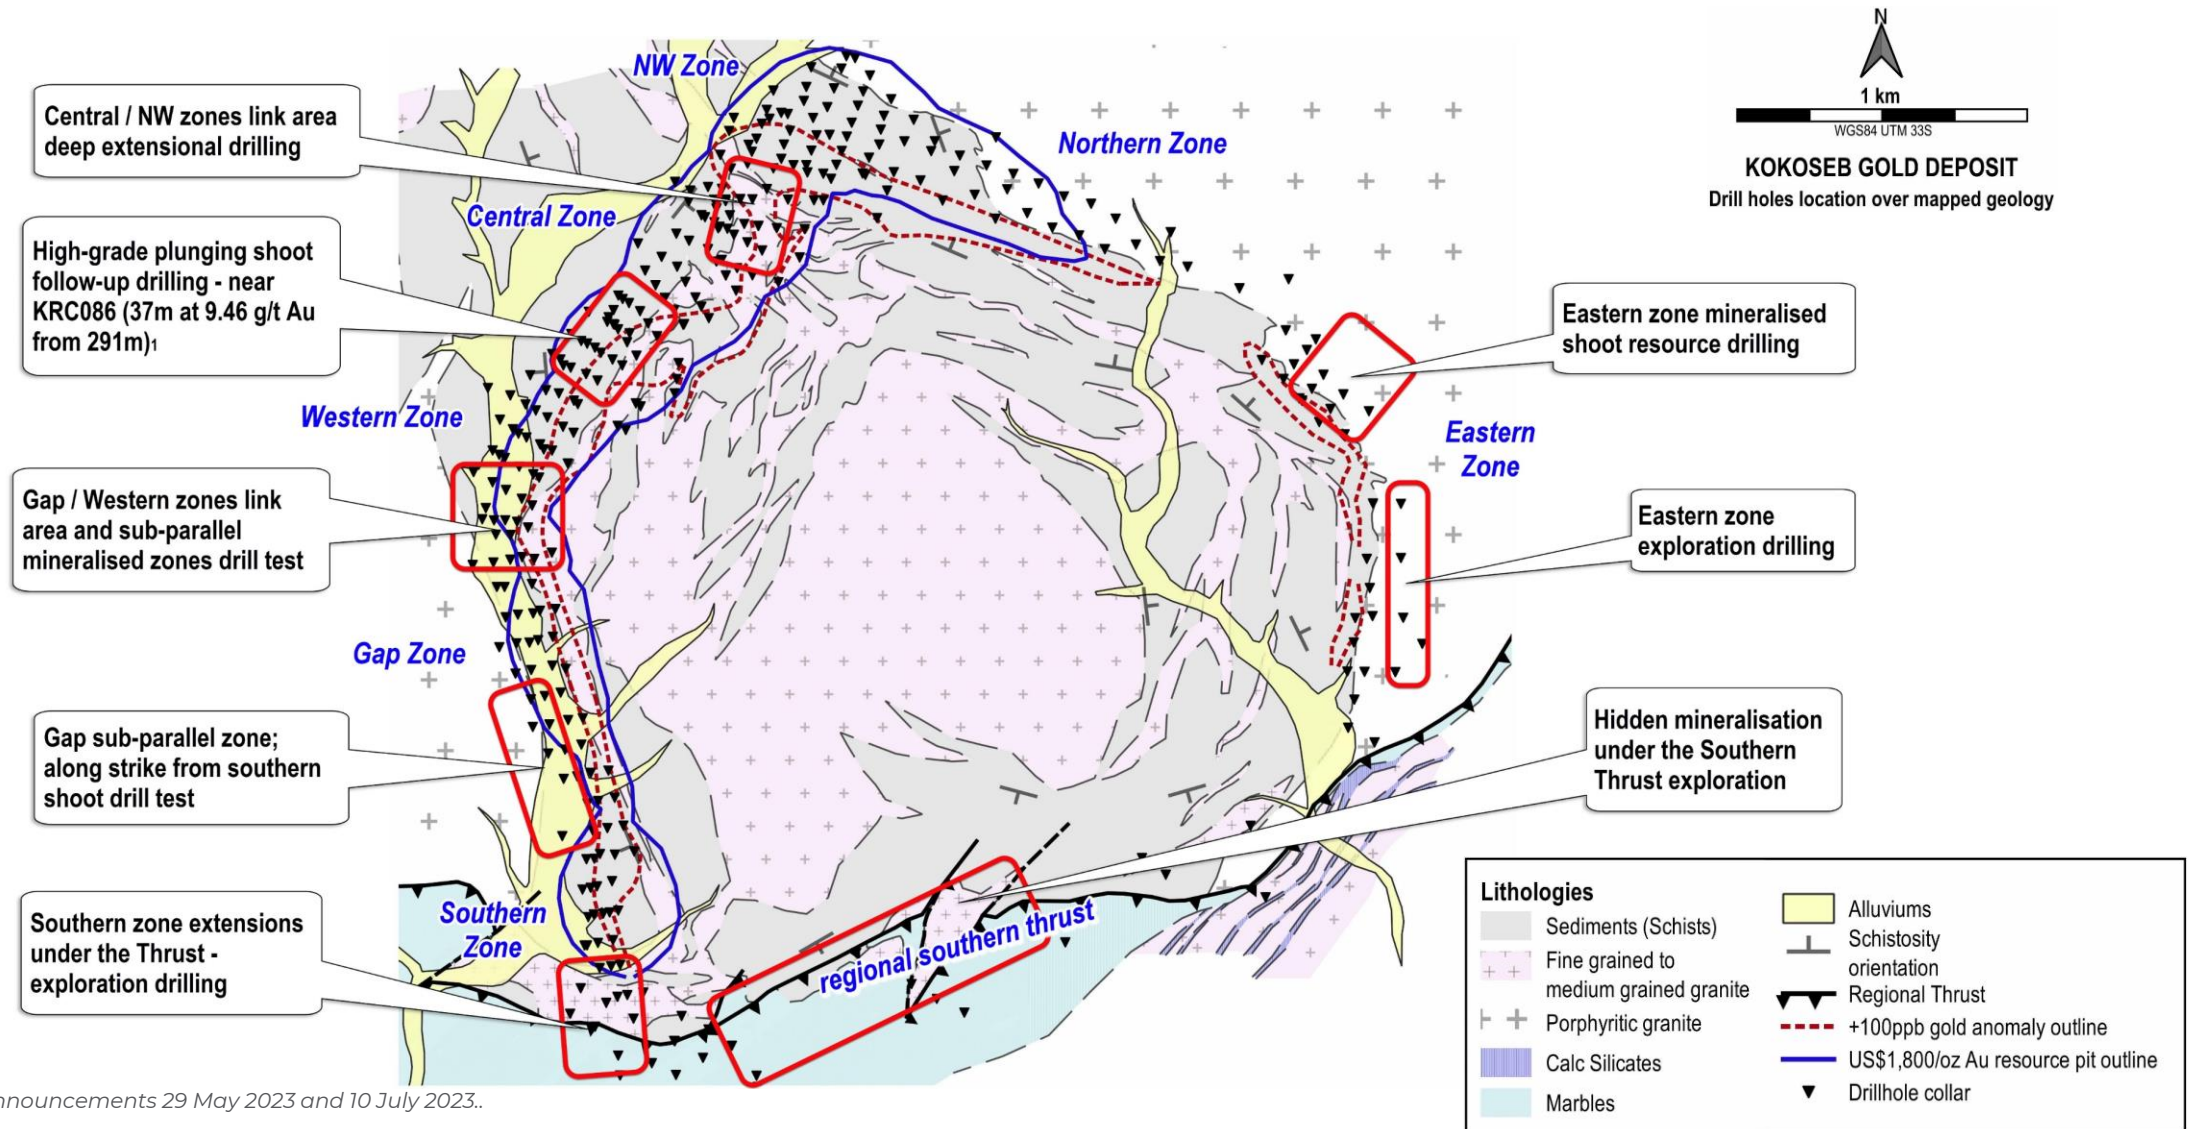 N
1 km
WGS84 UTM 33S
KOKOSEB GOLD DEPOSIT
Drill holes location over mapped geology
NW Zone
Northern Zone
Central Zone
Western Zone
Eastern
Zone
Gap Zone
Southern
Zone
regional southern thrust
Central / NW zones link area
deep extensional drilling
High-grade plunging shoot
follow-up drilling - near
KRC086 (37m at 9.46 g/t Au
from 291m)1
Gap / Western zones link
area and sub-parallel
mineralised zones drill test
Gap sub-parallel zone;
along strike from southern
shoot drill test
Southern zone extensions
under the Thrust -
exploration drilling
Eastern zone mineralised
shoot resource drilling
Eastern zone
exploration drilling
Hidden mineralisation
under the Southern
Thrust exploration
Lithologies
Sediments (Schists)
Fine grained to
medium grained granite
Porphyritic granite
Calc Silicates
Marbles
Alluviums
Schistosity
orientation
Regional Thrust
+100ppb gold anomaly outline
US$1,800/oz Au resource pit outline
Drillhole collar
nnouncements 29 May 2023 and 10 July 2023..